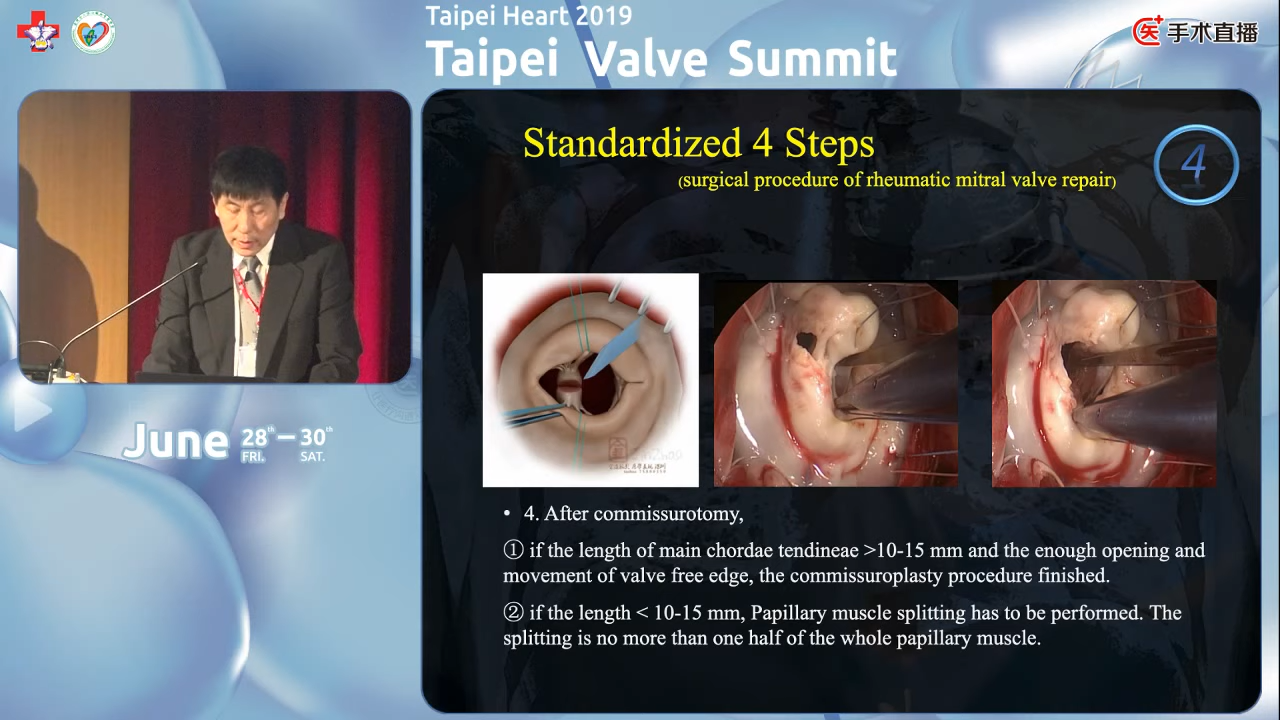 Taipei Heart 2019
Taipei Valve Summit
医 手术直播
Standardized 4 Steps
(surgical procedure of rheumatic mitral valve repair)
4
June 28th — 30th
FRI. SAT.
• 4. After commissurotomy,
① if the length of main chordae tendineae >10-15 mm and the enough opening and
movement of valve free edge, the commissuroplasty procedure finished.
② if the length < 10-15 mm, Papillary muscle splitting has to be performed. The
splitting is no more than one half of the whole papillary muscle.